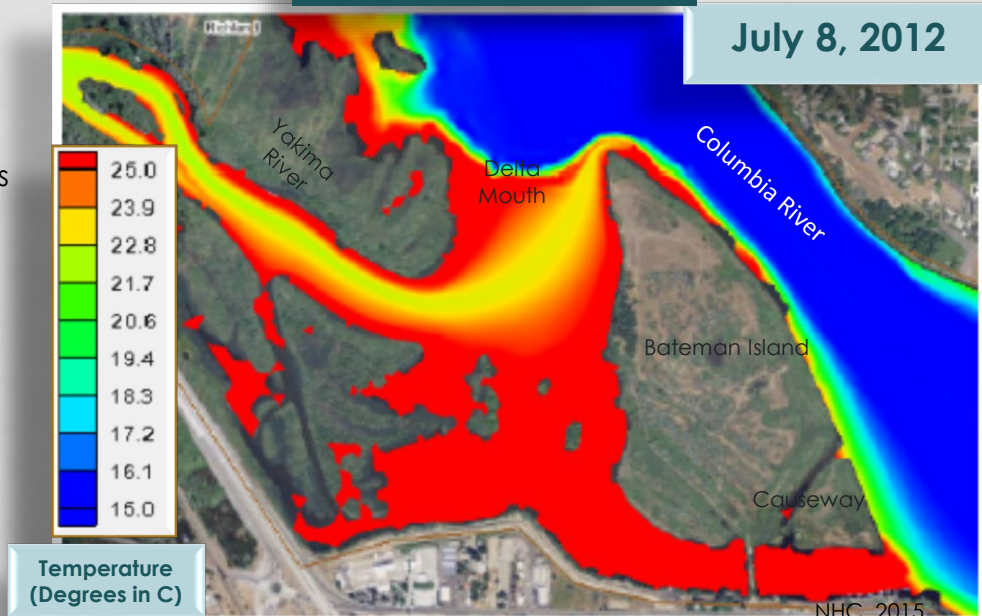 July 8, 2012
Richland
s
Yakima
River
Delta
Mouth
Columbia River
25.0
23.9
22.8
21.7
20.6
19.4
18.3
17.2
16.1
15.0
Bateman Island
Causeway
Temperature
(Degrees in C)
NHC, 2015